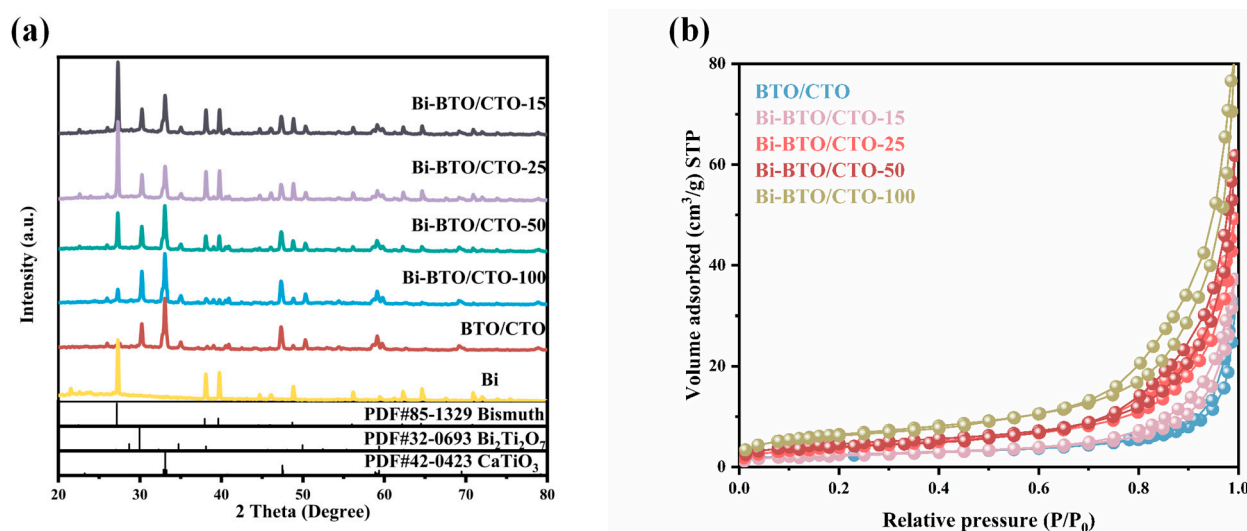 (a)
Intensity (a.u.)
Bi-BTO/CTO-15
Bi-BTO/CTO-25
Bi-BTO/CTO-50
Bi-BTO/CTO-100
BTO/CTO
Bi
PDF#85-1329 Bismuth
PDF#32-0693 Bi₂Ti₂O₇
PDF#42-0423 CaTiO₃
20 30 40 50 60 70 80
2 Theta (Degree)
(b)
Volume adsorbed (cm³/g) STP
80
60
40
20
0
BTO/CTO
Bi-BTO/CTO-15
Bi-BTO/CTO-25
Bi-BTO/CTO-50
Bi-BTO/CTO-100
0.0 0.2 0.4 0.6 0.8 1.0
Relative pressure (P/P₀)